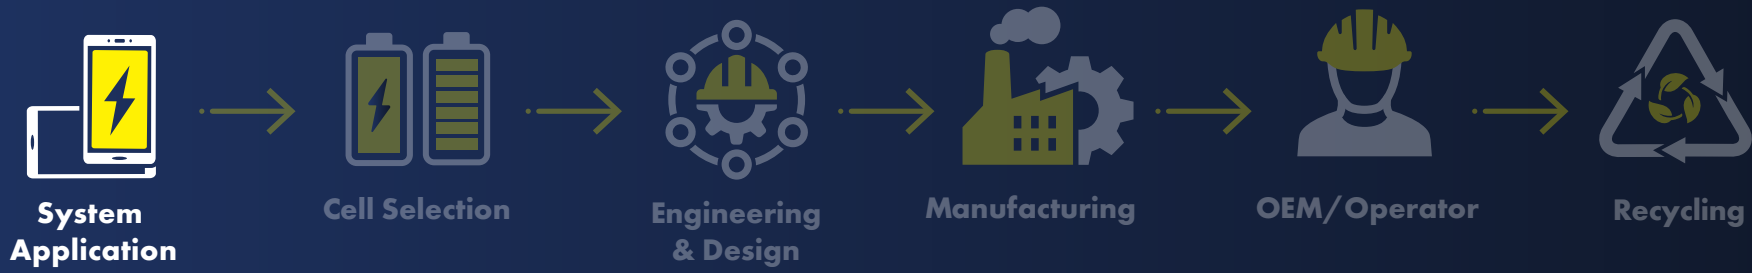 System
Application
Cell Selection
Engineering
& Design
Manufacturing
OEM/Operator
Recycling